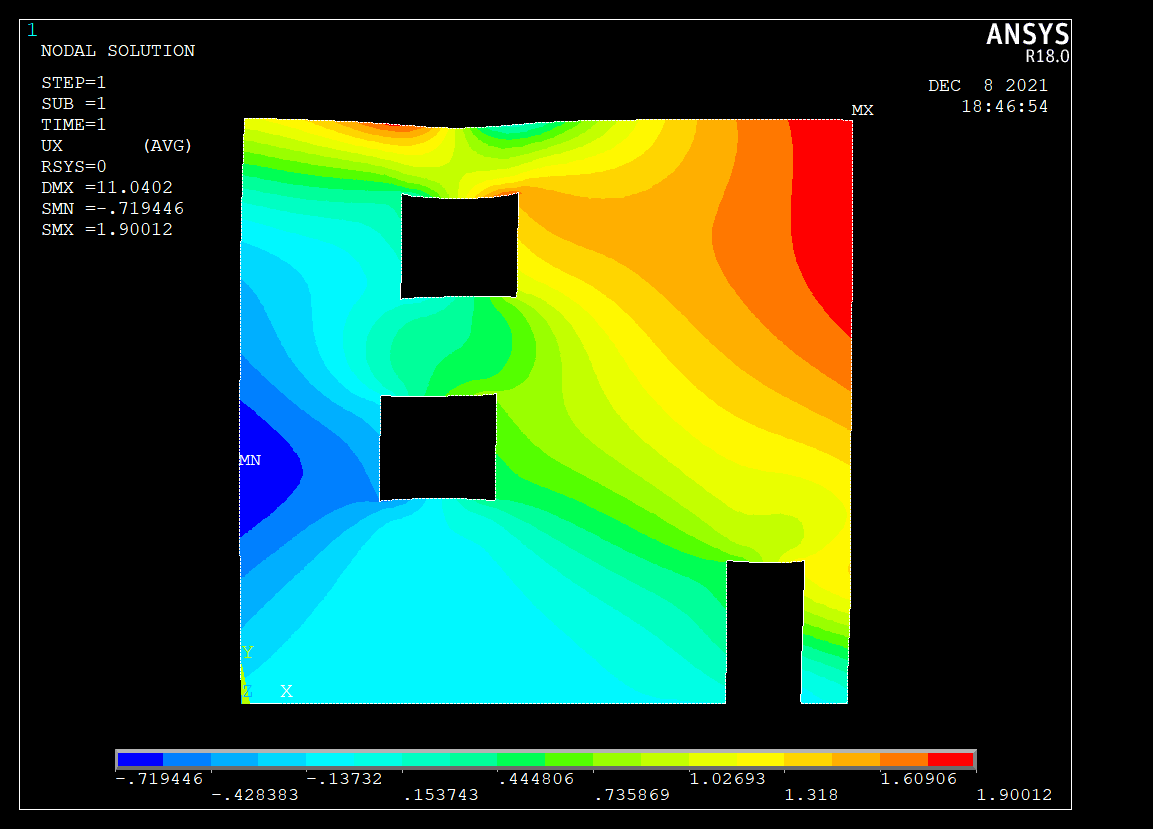 1
ANSYS
R18.0
NODAL SOLUTION
DEC 8 2021
18:46:54
STEP=1
SUB =1
TIME=1
UX (AVG)
RSYS=0
DMX =11.0402
SMN =-.719446
SMX =1.90012
MX
MN
Y
Z X
-.719446 -.13732 .444806 1.02693 1.60906
-.428383 .153743 .735869 1.318 1.90012